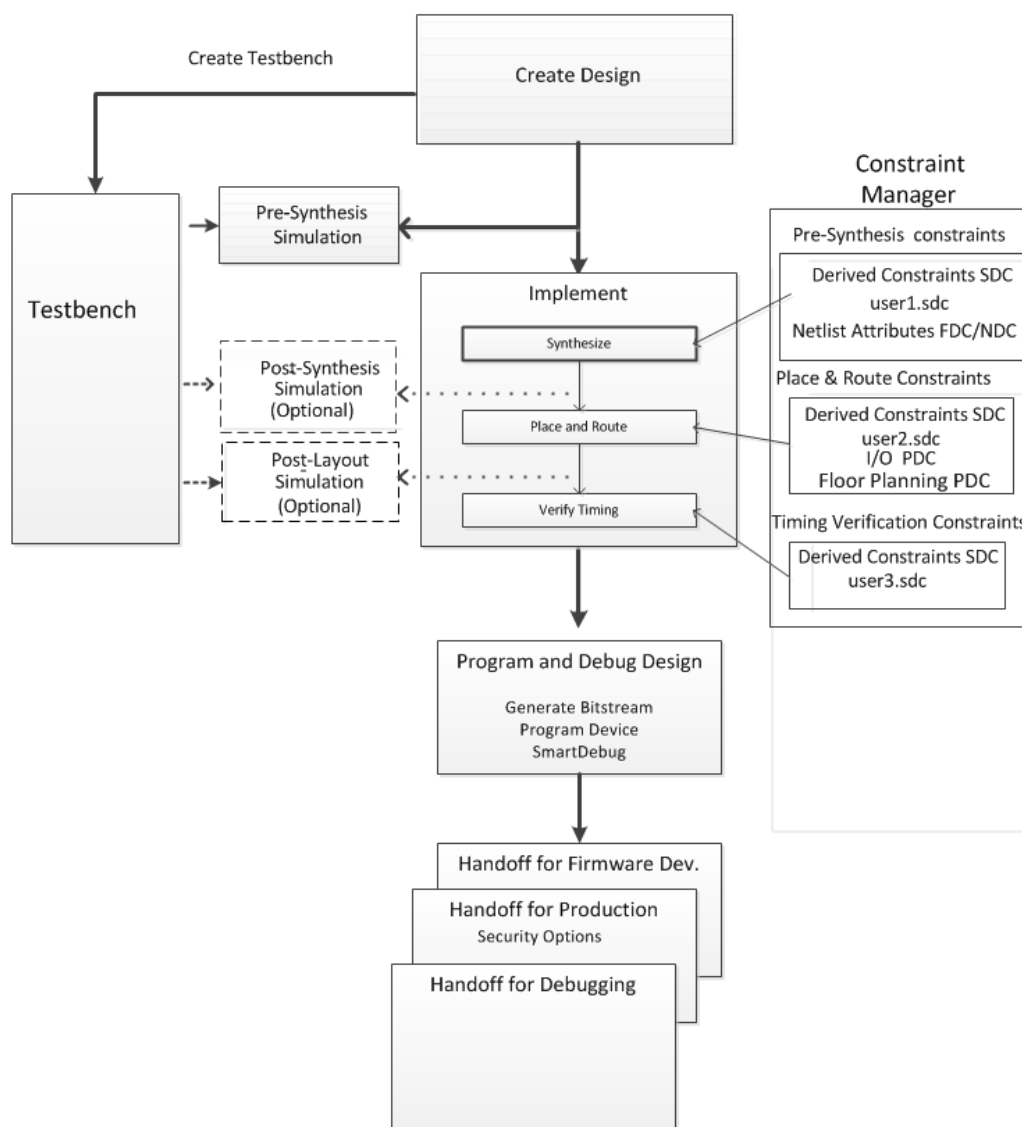 Create Testbench
Create Design
Constraint
Manager
Pre-Synthesis
Simulation
Pre-Synthesis constraints
Testbench
Implement
Derived Constraints SDC
user1.sdc
Netlist Attributes FDC/NDC
Synthesize
Post-Synthesis
Simulation
(Optional)
Place & Route Constraints
Place and Route
Derived Constraints SDC
user2.sdc
I/O PDC
Floor Planning PDC
Post-Layout
Simulation
(Optional)
Verify Timing
Timing Verification Constraints
Derived Constraints SDC
user3.sdc
Program and Debug Design
Generate Bitstream
Program Device
SmartDebug
Handoff for Firmware Dev.
Handoff for Production
Security Options
Handoff for Debugging